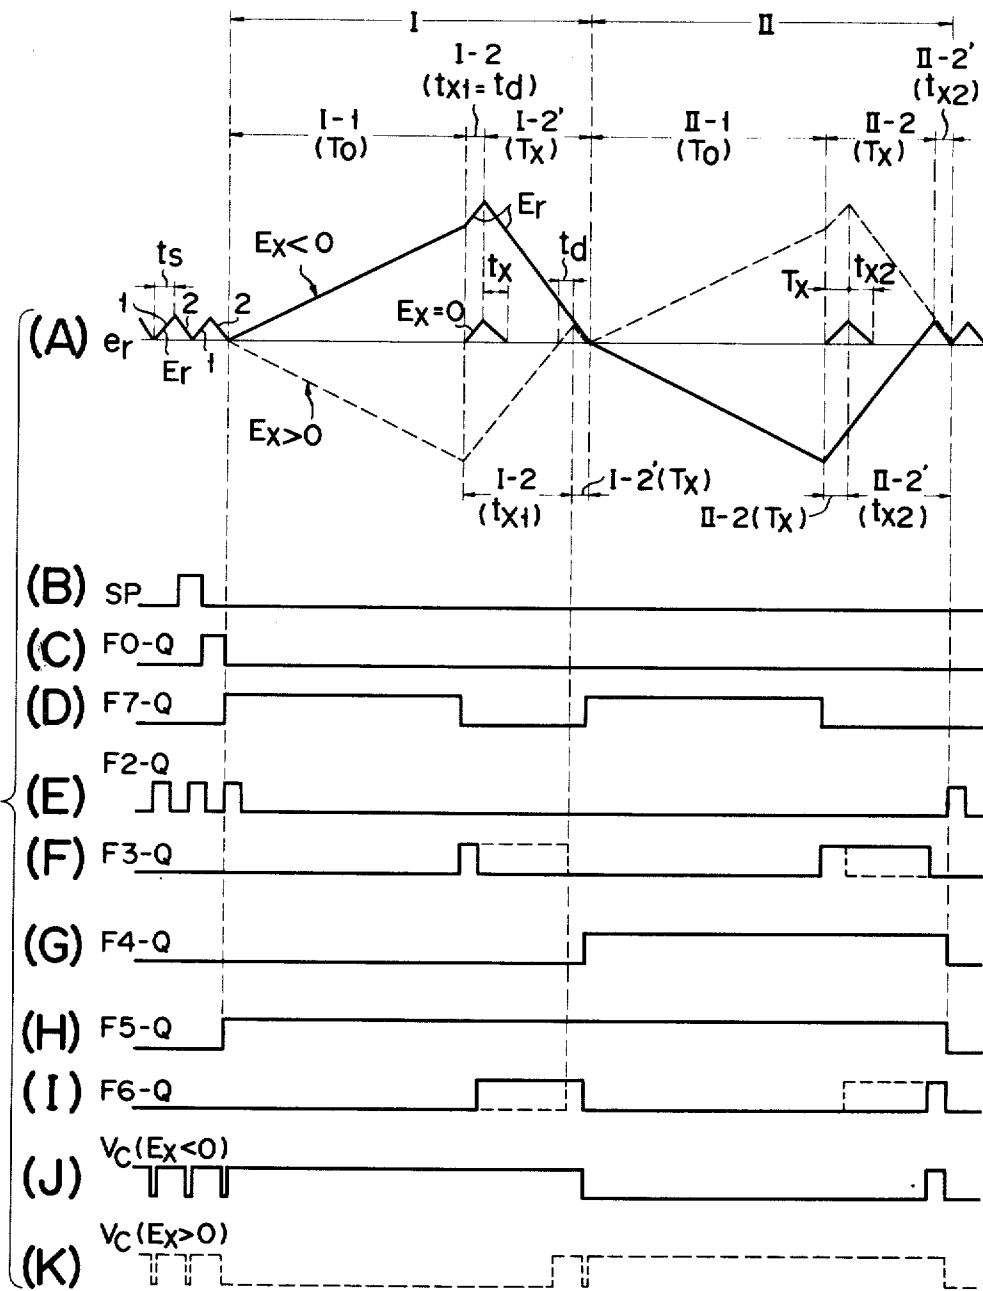 I II
I-2 II-2'
(tx1=td) (tx2)
I-1 I-2' II-1 II-2
(To) (Tx) (To) (Tx)
Er
Ex<0 td
ts tx Tx tx2
1 2 2 Ex=0
(A) er
Er 1
Ex>0
I-2 I-2'(Tx) II-2'
(tx1) II-2(Tx) (tx2)
(B) SP
(C) F0-Q
(D) F7-Q
(E) F2-Q
(F) F3-Q
(G) F4-Q
(H) F5-Q
(I) F6-Q
(J) Vc(Ex<0)
(K) Vc(Ex>0)